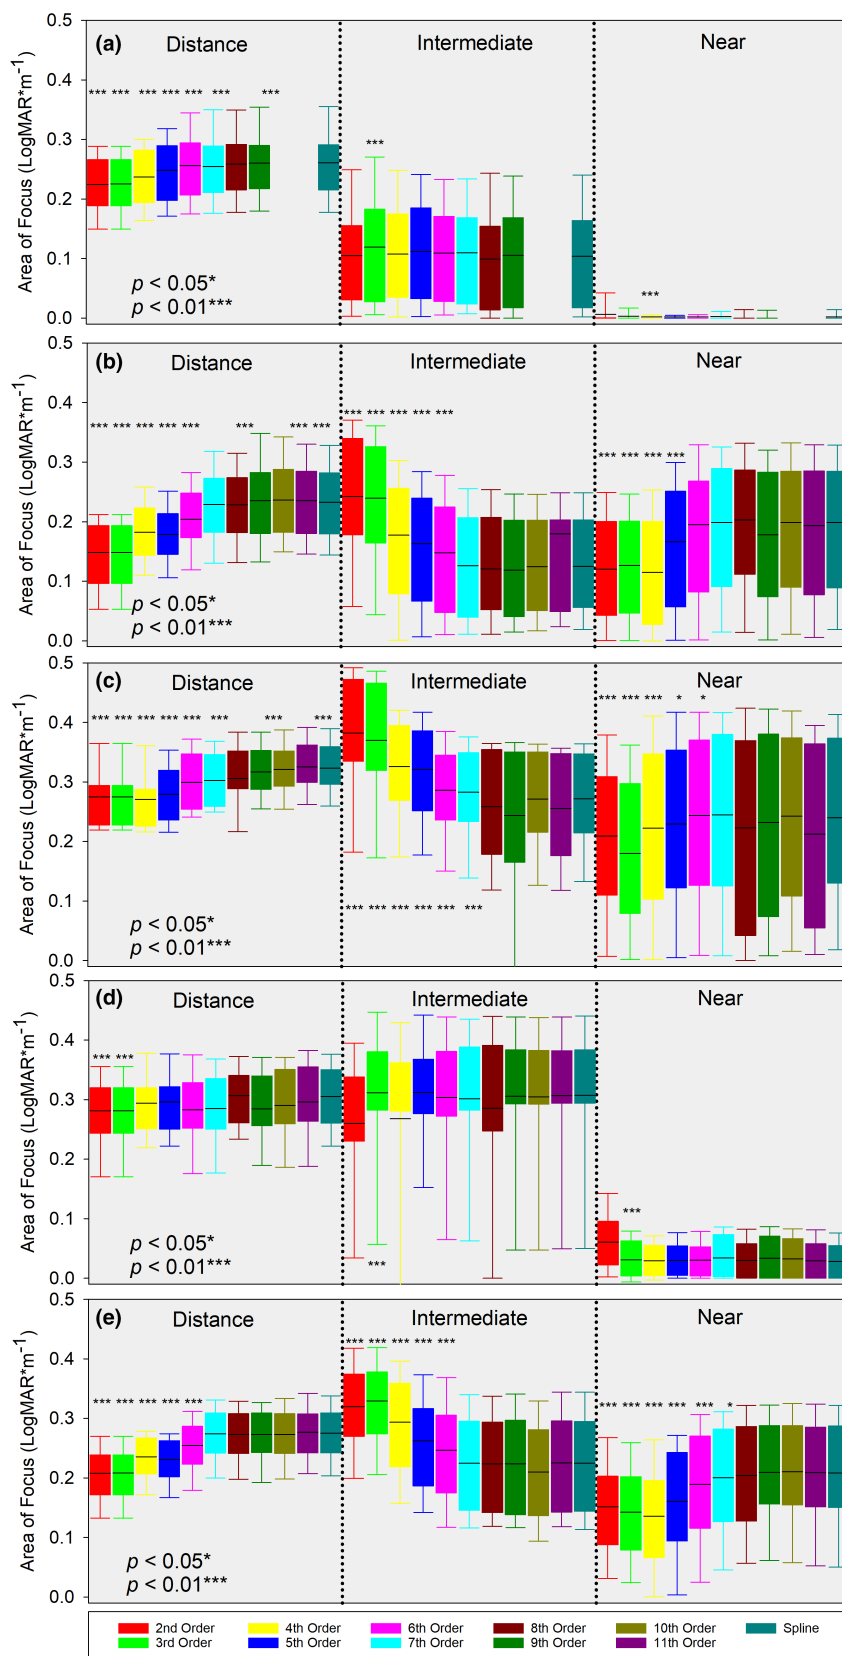 (a) Distance Intermediate Near
Area of Focus (LogMAR*m-1)
0.5
0.4
0.3
0.2
0.1
0.0
*** *** *** *** *** *** ***
***
***
p < 0.05*
p < 0.01***
(b) Distance Intermediate Near
Area of Focus (LogMAR*m-1)
0.5
0.4
0.3
0.2
0.1
0.0
*** *** *** *** *** *** *** ***
*** *** *** *** ***
*** *** *** ***
p < 0.05*
p < 0.01***
(c) Distance Intermediate Near
Area of Focus (LogMAR*m-1)
0.5
0.4
0.3
0.2
0.1
0.0
*** *** *** *** *** *** *** ***
*** *** *** *** *** ***
*** *** *** * *
p < 0.05*
p < 0.01***
(d) Distance Intermediate Near
Area of Focus (LogMAR*m-1)
0.5
0.4
0.3
0.2
0.1
0.0
*** ***
***
***
p < 0.05*
p < 0.01***
(e) Distance Intermediate Near
Area of Focus (LogMAR*m-1)
0.5
0.4
0.3
0.2
0.1
0.0
*** *** *** *** ***
*** *** *** *** ***
*** *** *** *** *** *
p < 0.05*
p < 0.01***
2nd Order 4th Order 6th Order 8th Order 10th Order Spline
3rd Order 5th Order 7th Order 9th Order 11th Order